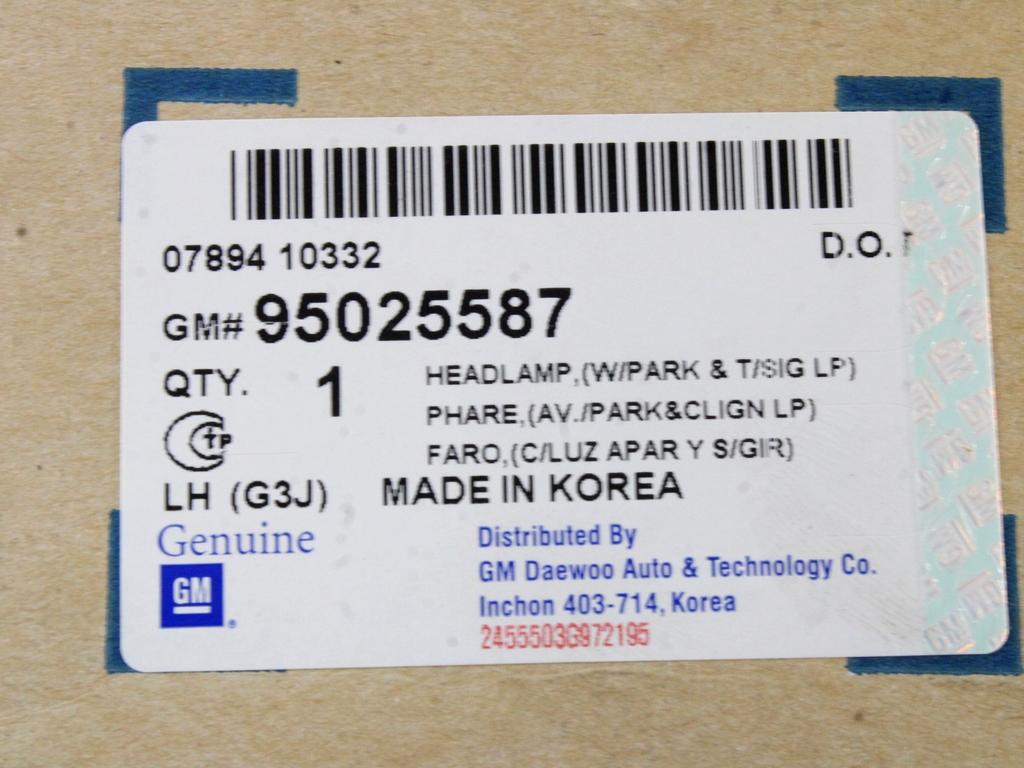 07894 10332
D.O.T
GM# 95025587
QTY. 1
HEADLAMP,(W/PARK & T/SIG LP)
PHARE,(AV./PARK&CLIGN LP)
FARO,(C/LUZ APAR Y S/GIR)
LH (G3J) MADE IN KOREA
Genuine
GM
Distributed By
GM Daewoo Auto & Technology Co.
Inchon 403-714, Korea
2455503G972195